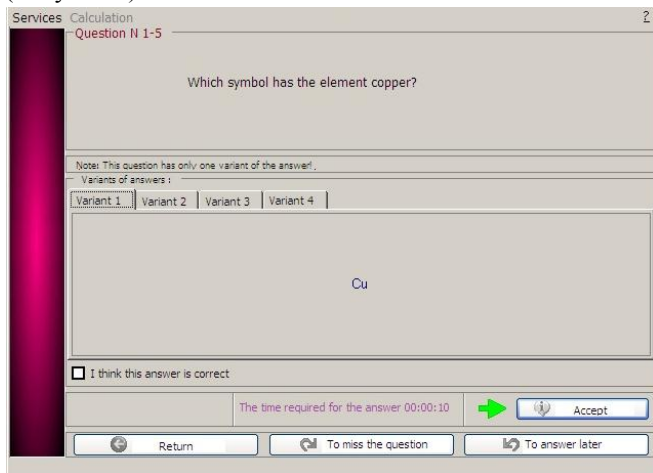 Services Calculation ?
Question N 1-5
Which symbol has the element copper?
Note: This question has only one variant of the answer!
Variants of answers :
Variant 1 Variant 2 Variant 3 Variant 4
Cu
I think this answer is correct
The time required for the answer 00:00:10 Accept
Return To miss the question To answer later